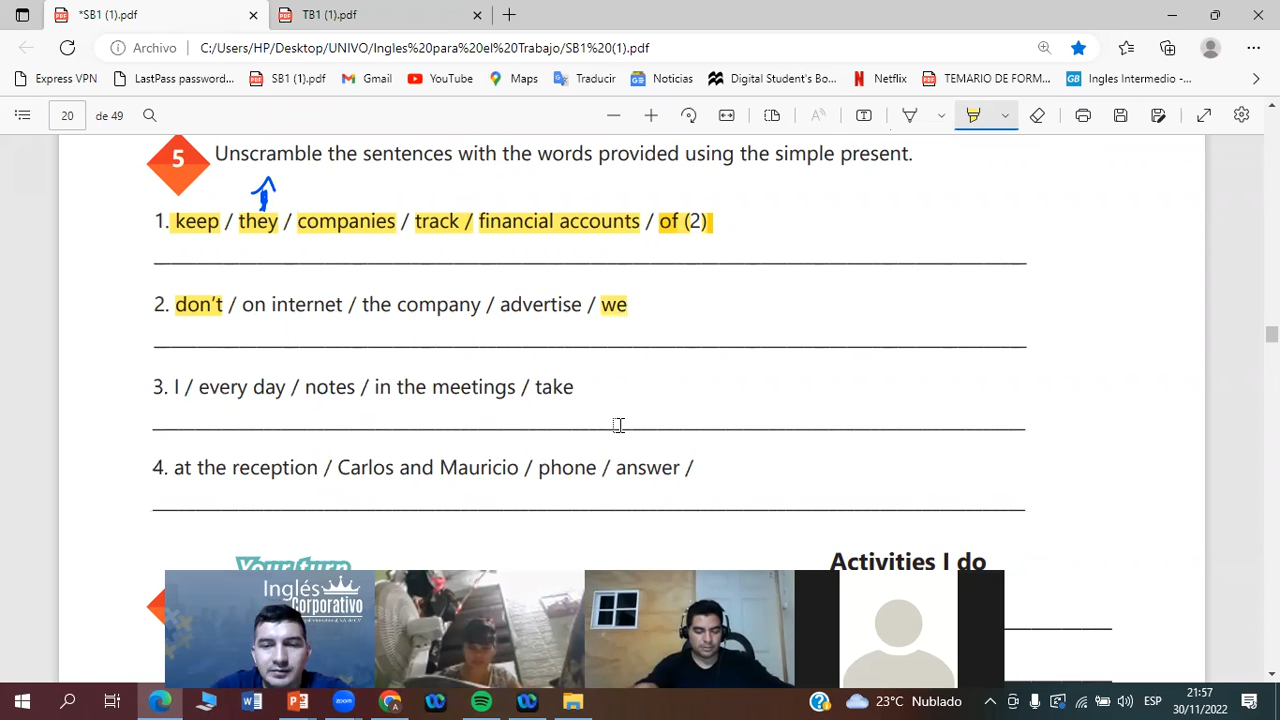 *SB1 (1).pdf
TB1 (1).pdf
Archivo
C:/Users/HP/Desktop/UNIVO/Ingles%20para%20el%20Trabajo/SB1%20(1).pdf
Express VPN
LastPass password...
SB1 (1).pdf
Gmail
YouTube
Maps
Traducir
Noticias
Digital Student's Bo...
Netflix
TEMARIO DE FORM...
Ingles Intermedio -...
20
de 49
5
Unscramble the sentences with the words provided using the simple present.
1. keep / they / companies / track / financial accounts / of (2)
2. don't / on internet / the company / advertise / we
3. I / every day / notes / in the meetings / take
4. at the reception / Carlos and Mauricio / phone / answer /
Your turn
Activities I do
Inglés
Corporativo
23°C Nublado
ESP
21:57
30/11/2022